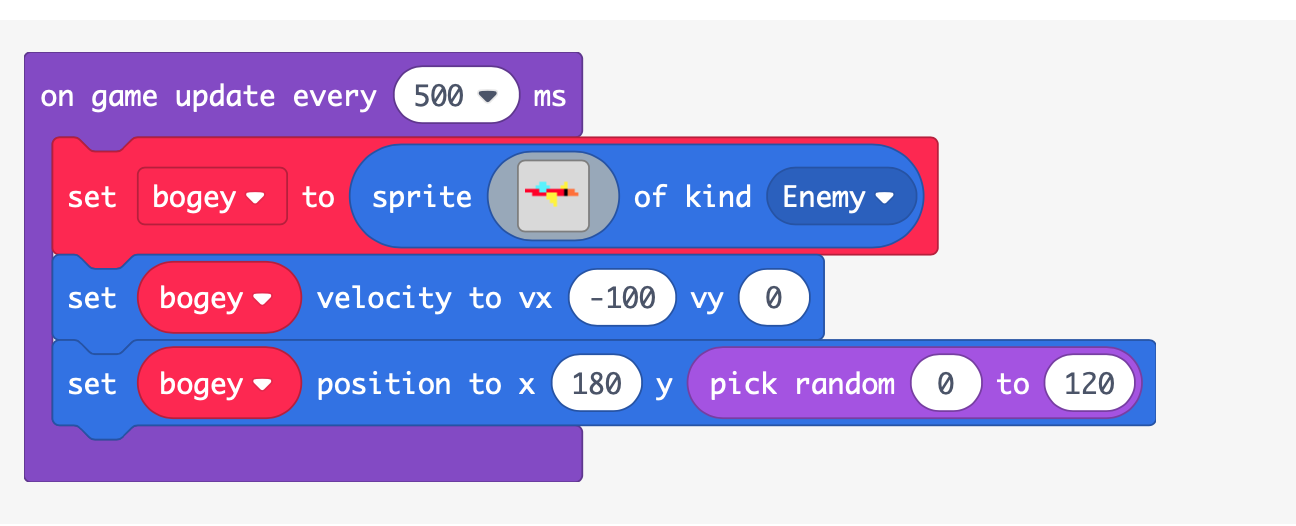 on game update every 500 ms
set bogey to sprite of kind Enemy
set bogey velocity to vx -100 vy 0
set bogey position to x 180 y pick random 0 to 120